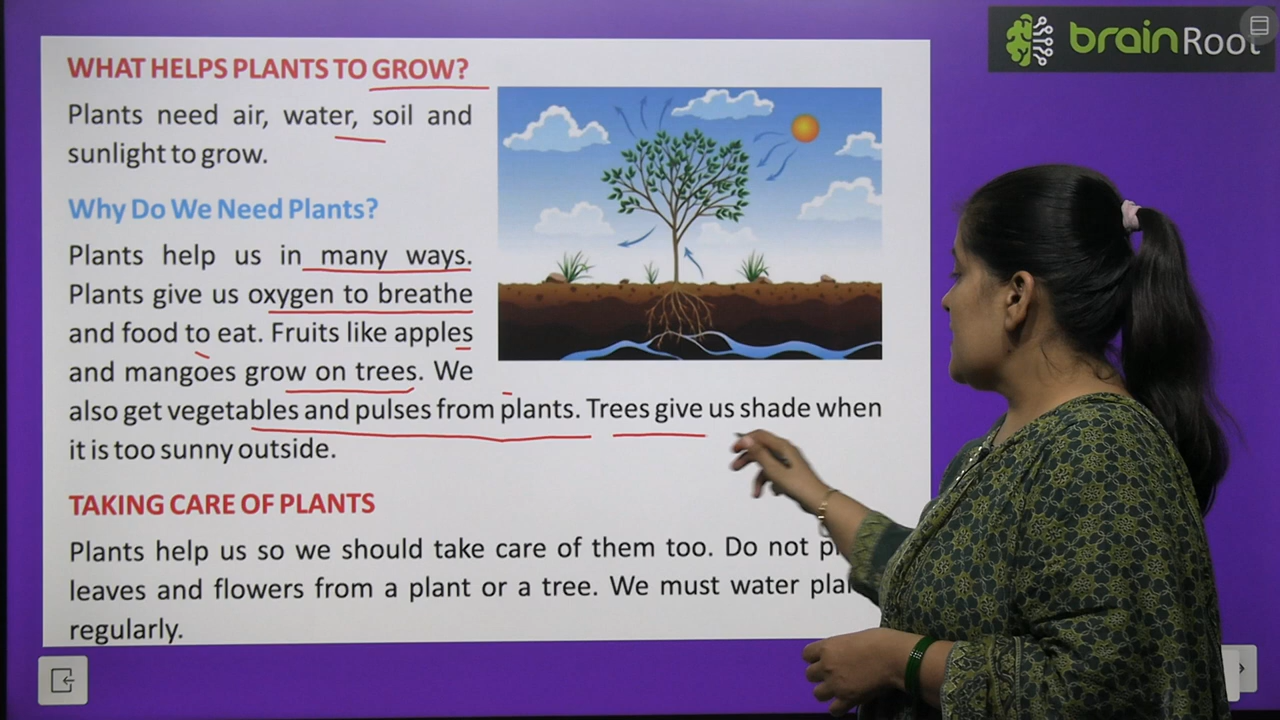 brainRoot
WHAT HELPS PLANTS TO GROW?
Plants need air, water, soil and
sunlight to grow.
Why Do We Need Plants?
Plants help us in many ways.
Plants give us oxygen to breathe
and food to eat. Fruits like apples
and mangoes grow on trees. We
also get vegetables and pulses from plants. Trees give us shade when
it is too sunny outside.
TAKING CARE OF PLANTS
Plants help us so we should take care of them too. Do not
leaves and flowers from a plant or a tree. We must water
regularly.